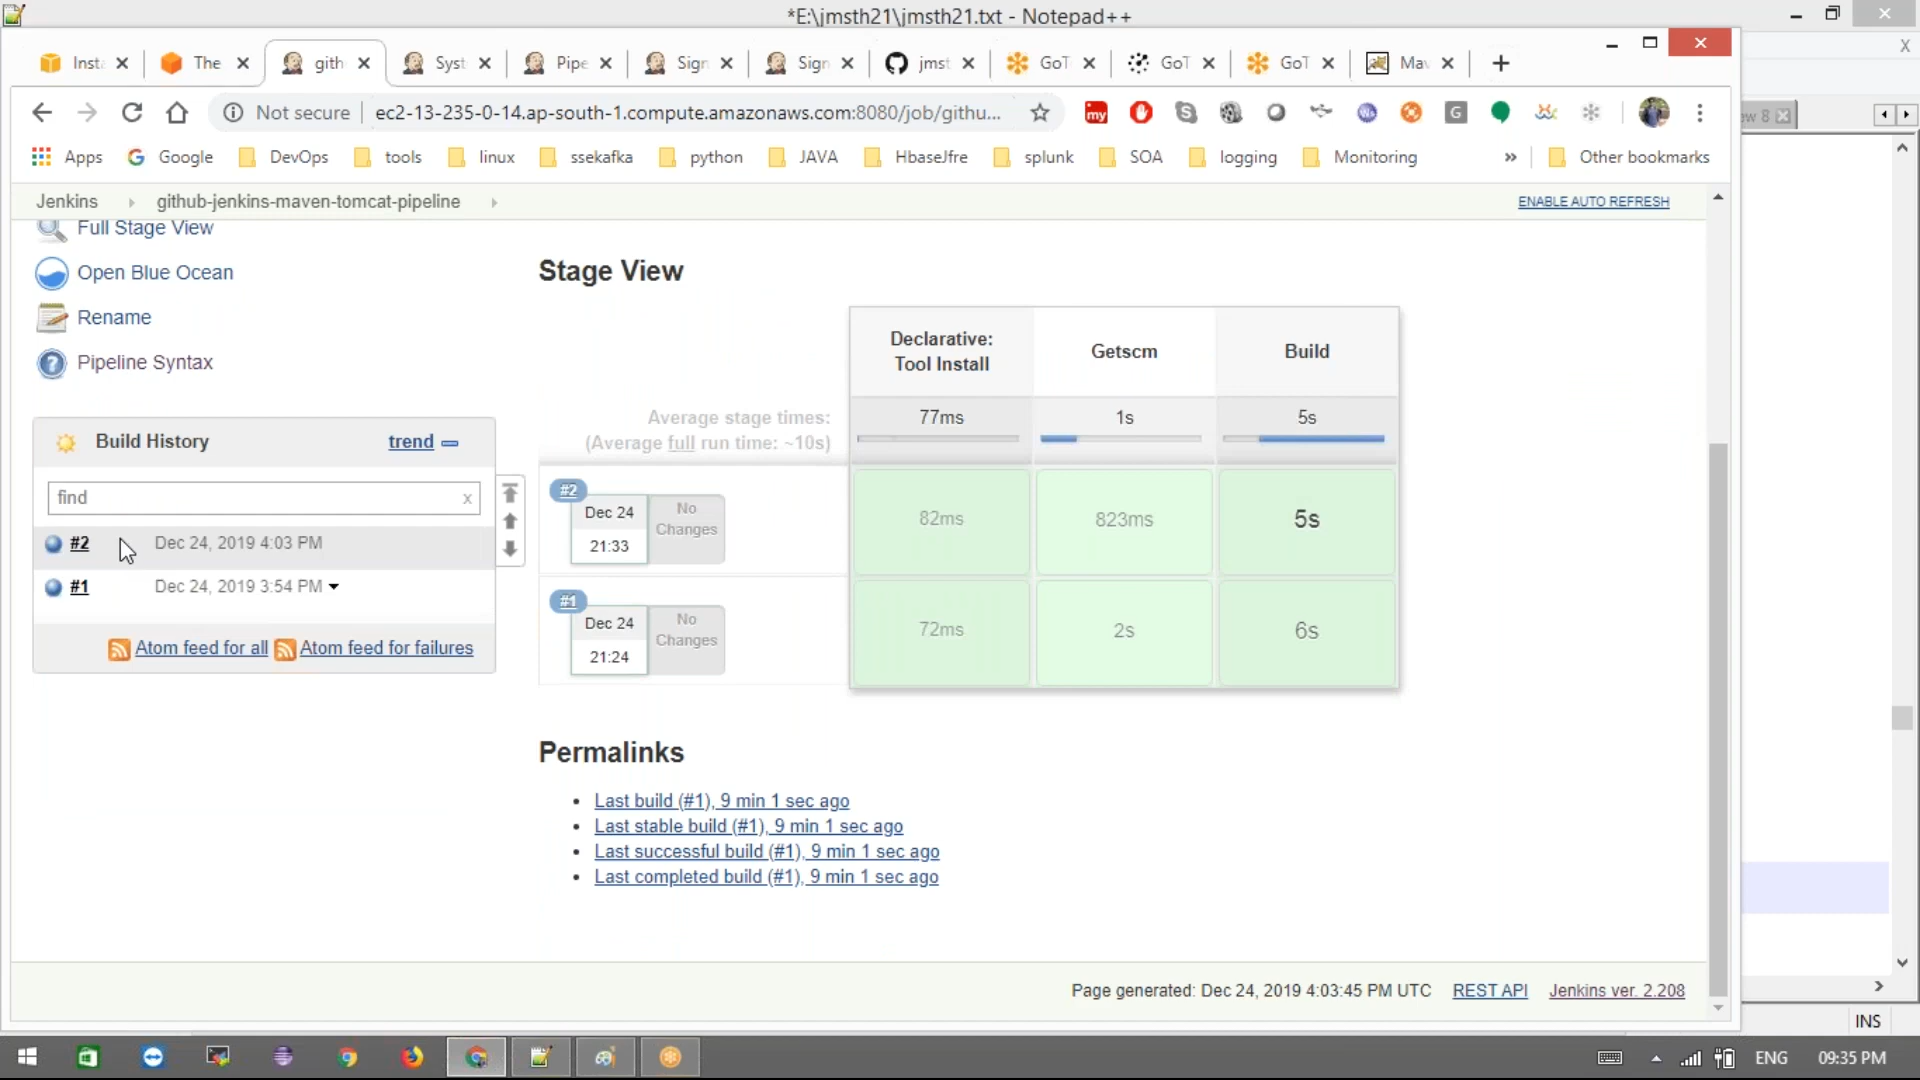 *E:\jmsth21\jmsth21.txt - Notepad++
Inst
The
gith
Syst
Pipe
Sign
Sign
jmst
GoT
GoT
GoT
Mav
X
Not secure
ec2-13-235-0-14.ap-south-1.compute.amazonaws.com:8080/job/githu...
my
G
ew 8
Apps
Google
DevOps
tools
linux
ssekafka
python
JAVA
HbaseJfre
splunk
SOA
logging
Monitoring
»
Other bookmarks
Jenkins
github-jenkins-maven-tomcat-pipeline
ENABLE AUTO REFRESH
Full Stage View
Open Blue Ocean
Rename
Pipeline Syntax
Build History
trend
find
x
#2
Dec 24, 2019 4:03 PM
#1
Dec 24, 2019 3:54 PM
Atom feed for all
Atom feed for failures
Stage View
Declarative:
Tool Install
Getscm
Build
Average stage times:
(Average full run time: ~10s)
77ms
1s
5s
#2
Dec 24
21:33
No
Changes
82ms
823ms
5s
#1
Dec 24
21:24
No
Changes
72ms
2s
6s
Permalinks
• Last build (#1), 9 min 1 sec ago
• Last stable build (#1), 9 min 1 sec ago
• Last successful build (#1), 9 min 1 sec ago
• Last completed build (#1), 9 min 1 sec ago
Page generated: Dec 24, 2019 4:03:45 PM UTC
REST API
Jenkins ver. 2.208
INS
ENG
09:35 PM